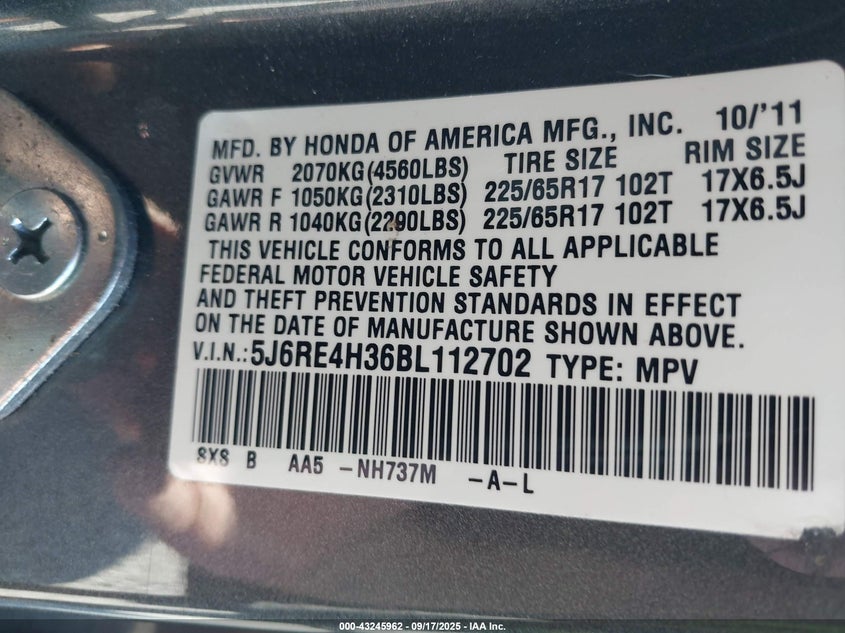 MFD. BY HONDA OF AMERICA MFG., INC. 10/'11
GVWR 2070KG(4560LBS) TIRE SIZE RIM SIZE
GAWR F 1050KG(2310LBS) 225/65R17 102T 17X6.5J
GAWR R 1040KG(2290LBS) 225/65R17 102T 17X6.5J
THIS VEHICLE CONFORMS TO ALL APPLICABLE
FEDERAL MOTOR VEHICLE SAFETY
AND THEFT PREVENTION STANDARDS IN EFFECT
ON THE DATE OF MANUFACTURE SHOWN ABOVE.
V.I.N.:5J6RE4H36BL112702 TYPE: MPV
SXS B AA5 -NH737M -A-L
000-43245962 - 09/17/2025 - IAA Inc.